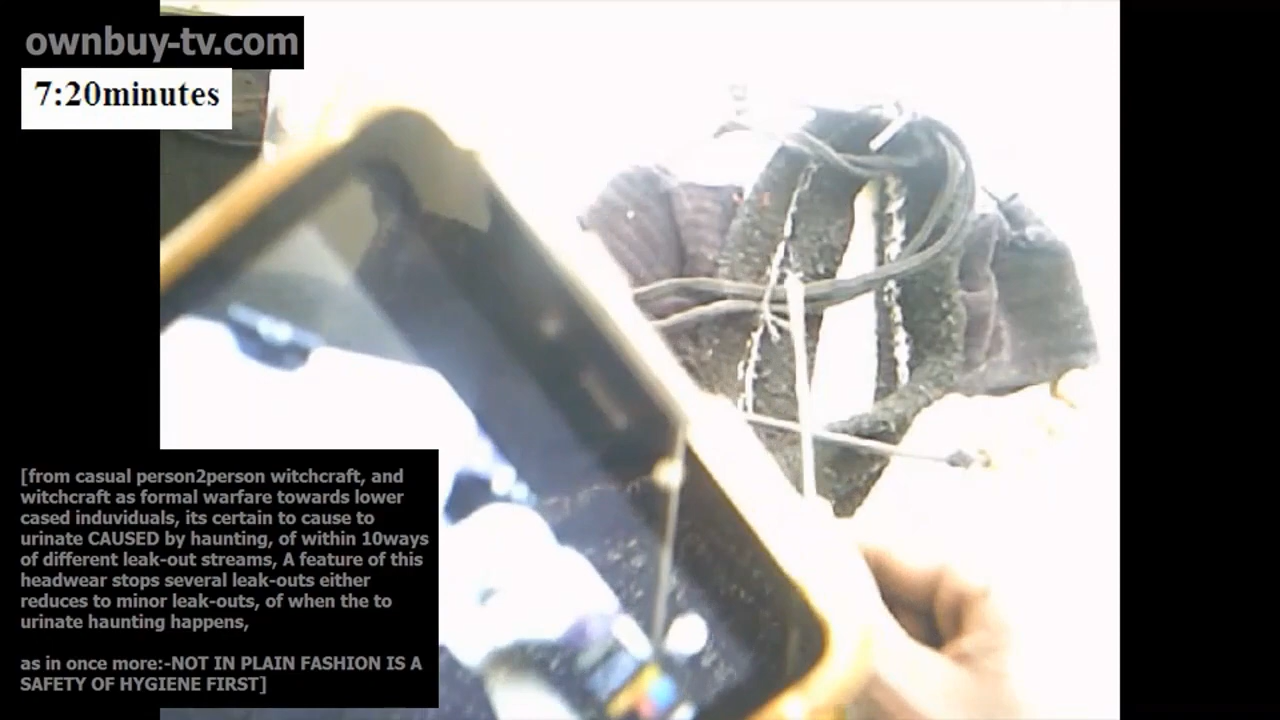 ownbuy-tv.com
7:20minutes
[from casual person2person witchcraft, and
witchcraft as formal warfare towards lower
cased induviduals, its certain to cause to
urinate CAUSED by haunting, of within 10ways
of different leak-out streams, A feature of this
headwear stops several leak-outs either
reduces to minor leak-outs, of when the to
urinate haunting happens,
as in once more:-NOT IN PLAIN FASHION IS A
SAFETY OF HYGIENE FIRST]